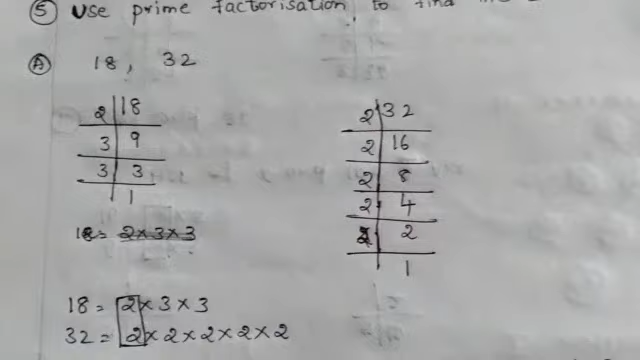 ⑤ Use prime factorisation to find
Ⓐ 18, 32
2 | 18
3 | 9
3 | 3
1
2 | 32
2 | 16
2 | 8
2 | 4
2 | 2
1
18 = 2×3×3
18 = 2×3×3
32 = 2×2×2×2×2